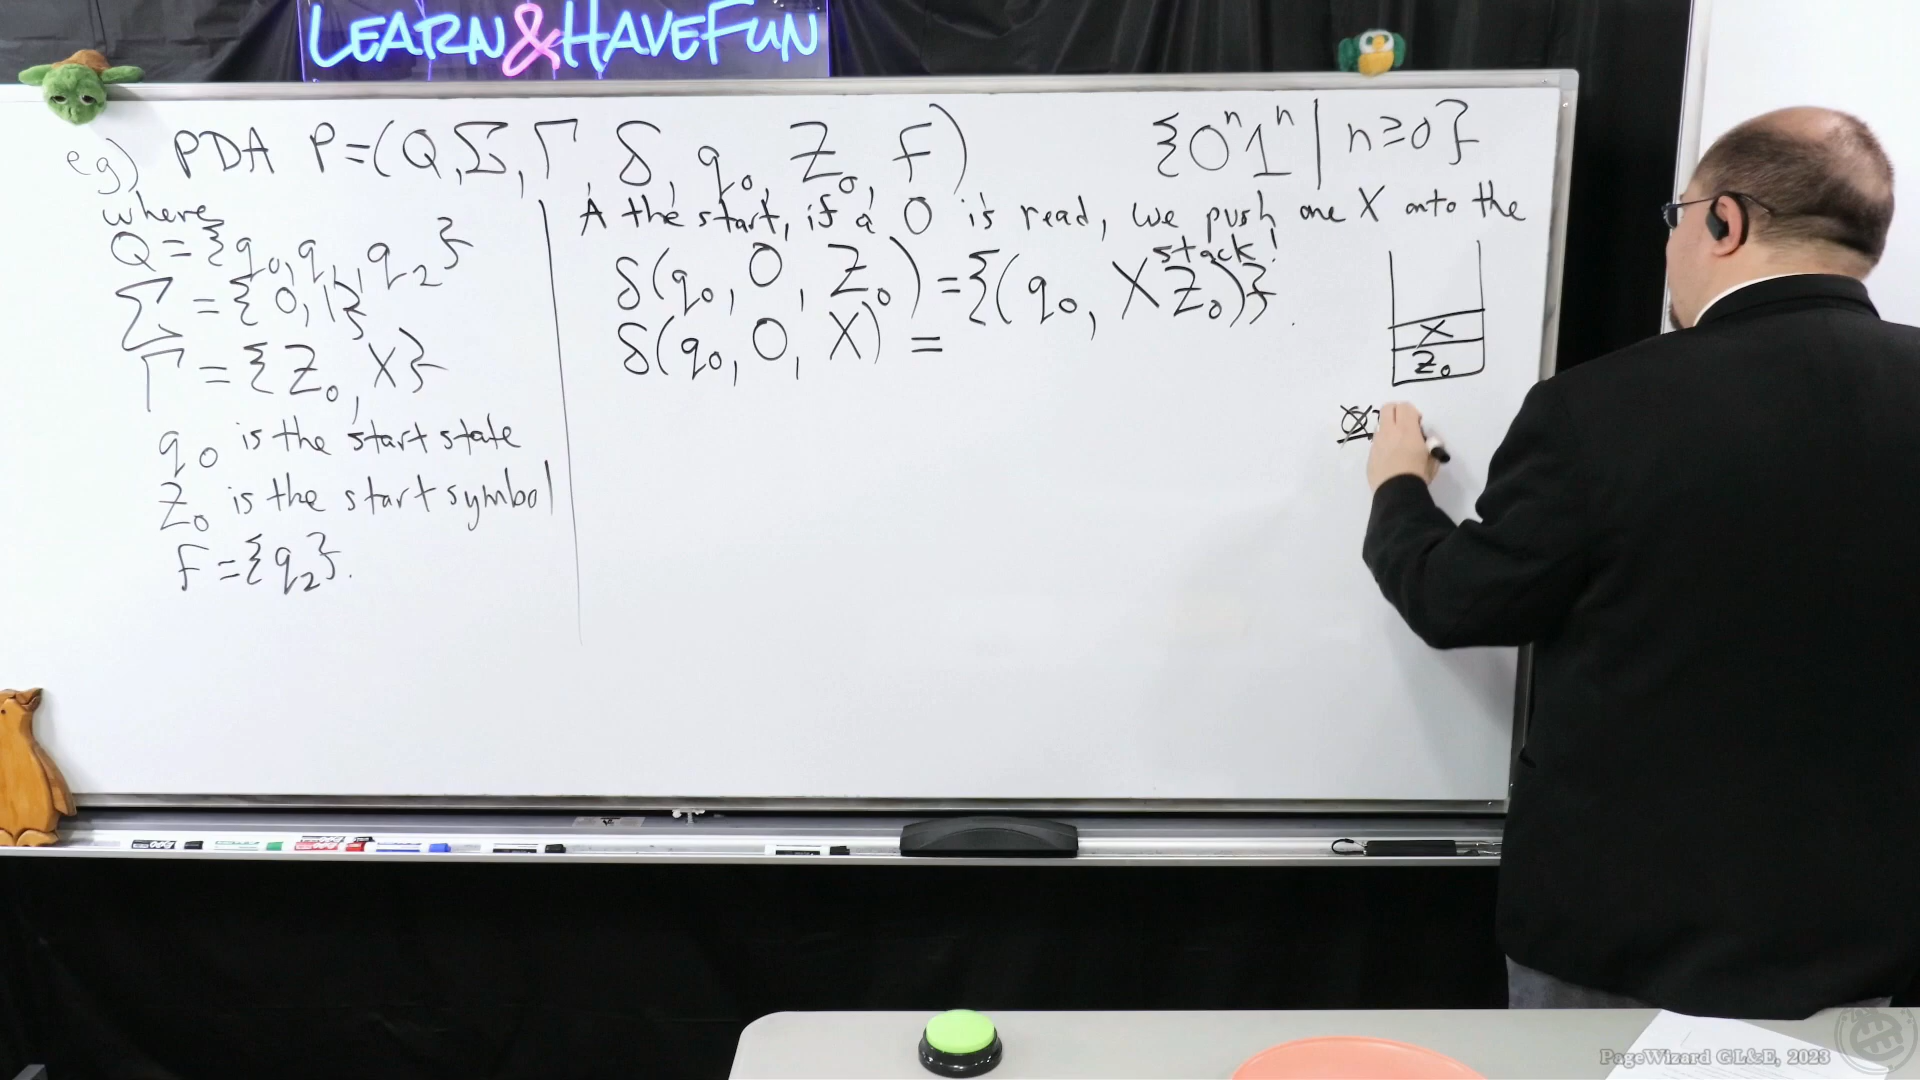 LEARN&HAVEFUN
eg) PDA P=(Q,Σ,Γ, δ, q₀, Z₀, F)
{0ⁿ1ⁿ | n≥0}
where
Q={q₀,q₁,q₂}
Σ={0,1}
Γ={Z₀,X}
q₀ is the start state
Z₀ is the start symbol
F={q₂}.
A the start, if a 0 is read, we push one X onto the
stack!
δ(q₀,0,Z₀)={(q₀,XZ₀)}.
δ(q₀,0,X)=
X
Z₀
PageWizard GL&E, 2023